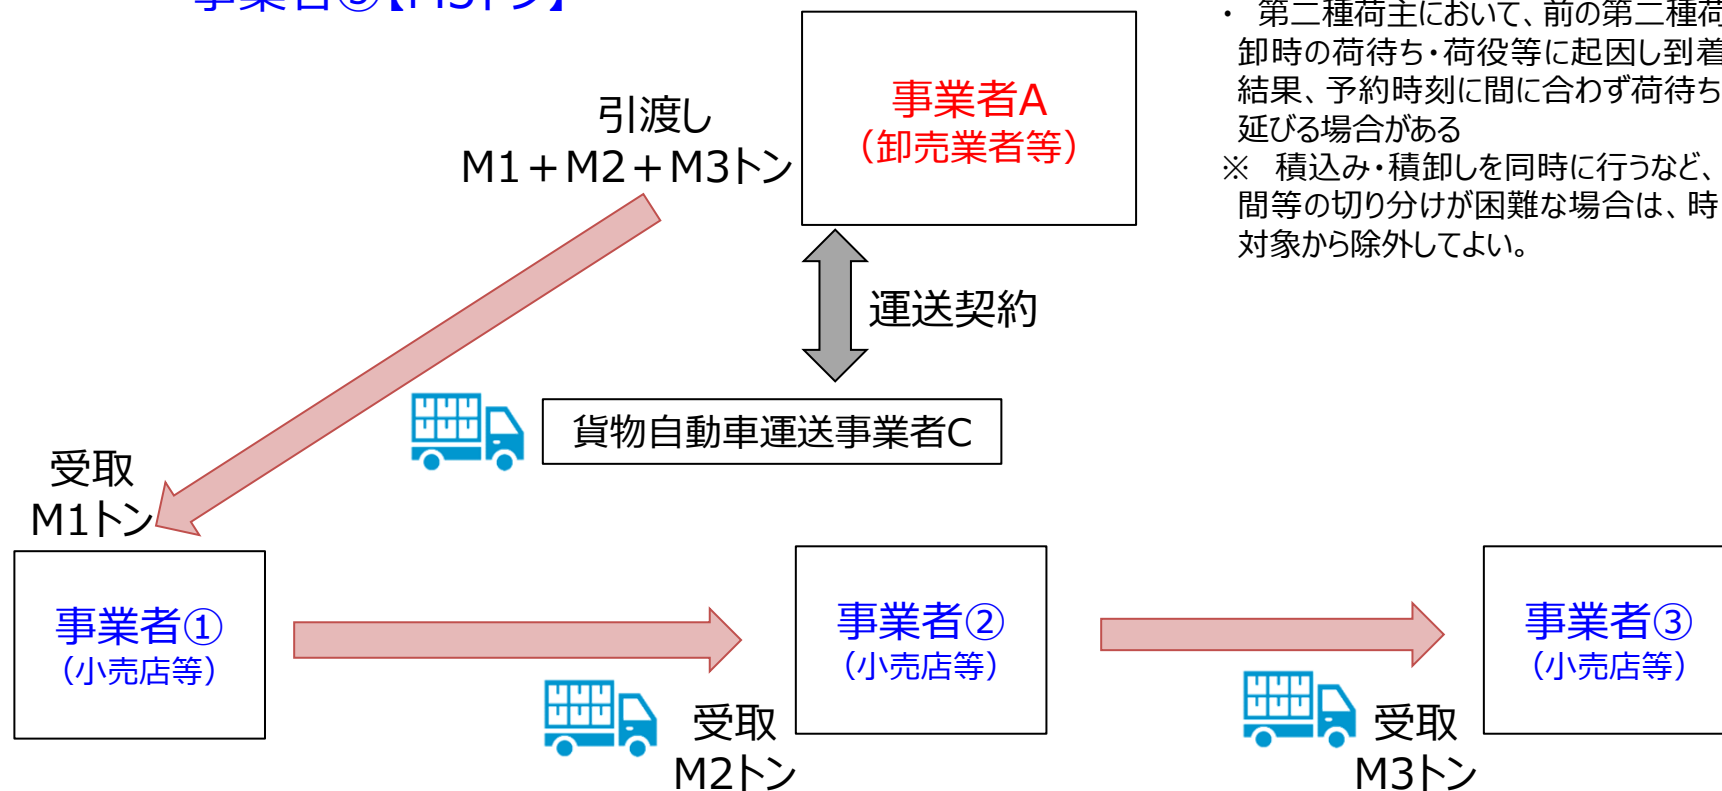 事業者③【M3トン】
・ 第二種荷主において、前の第二種荷
卸時の荷待ち・荷役等に起因し到着
結果、予約時刻に間に合わず荷待ち
延びる場合がある
※ 積込み・積卸しを同時に行うなど、
間等の切り分けが困難な場合は、時
対象から除外してよい。
事業者A
（卸売業者等）
引渡し
M1＋M2＋M3トン
運送契約
貨物自動車運送事業者C
受取
M1トン
事業者①
（小売店等）
事業者②
（小売店等）
事業者③
（小売店等）
受取
M2トン
受取
M3トン